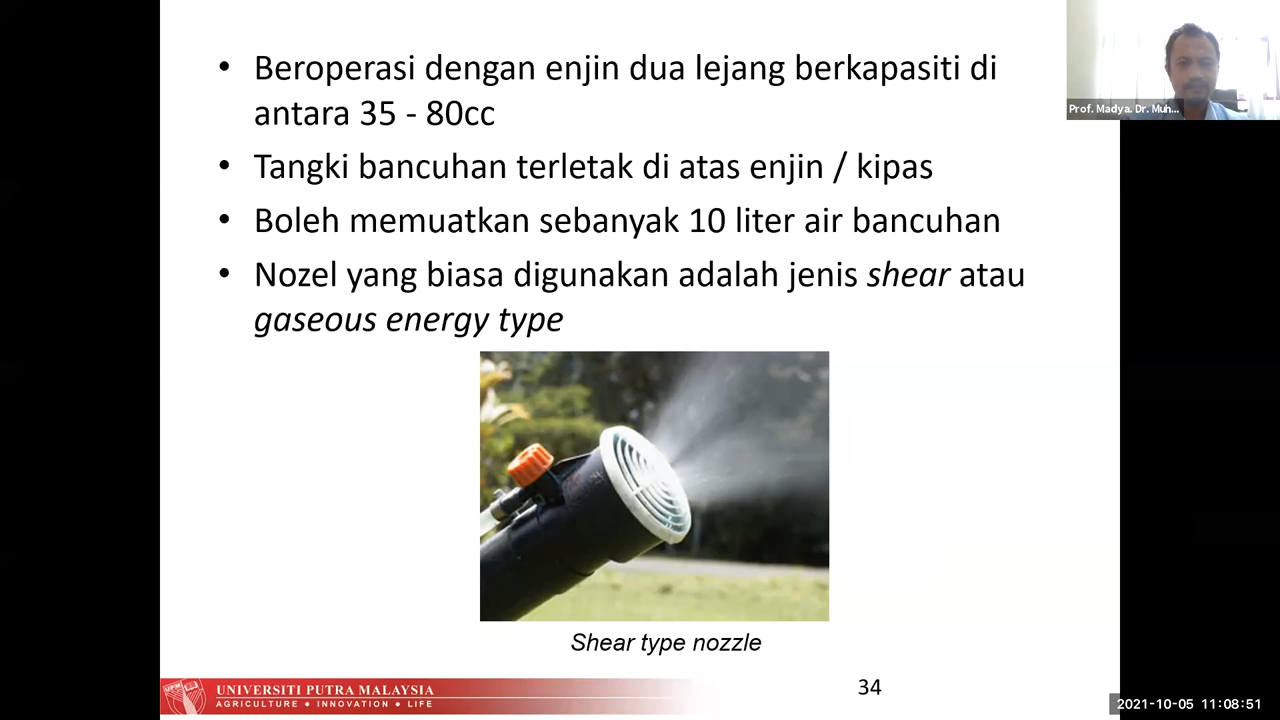 • Beroperasi dengan enjin dua lejang berkapasiti di
antara 35 - 80cc
• Tangki bancuhan terletak di atas enjin / kipas
• Boleh memuatkan sebanyak 10 liter air bancuhan
• Nozel yang biasa digunakan adalah jenis shear atau
gaseous energy type
Prof. Madya. Dr. Muh...
Shear type nozzle
UNIVERSITI PUTRA MALAYSIA
AGRICULTURE • INNOVATION • LIFE
34
2021-10-05 11:08:51